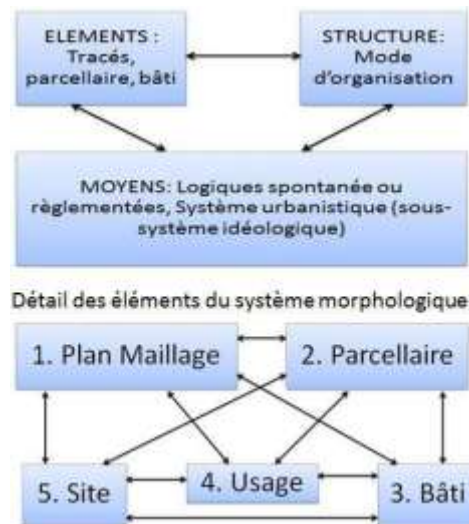 ELEMENTS :
Tracés,
parcellaire, bâti
STRUCTURE:
Mode
d'organisation
MOYENS: Logiques spontanée ou
règlementées, Système urbanistique (sous-
système idéologique)
Détail des éléments du système morphologique
1. Plan Maillage
2. Parcellaire
5. Site
4. Usage
3. Bâti